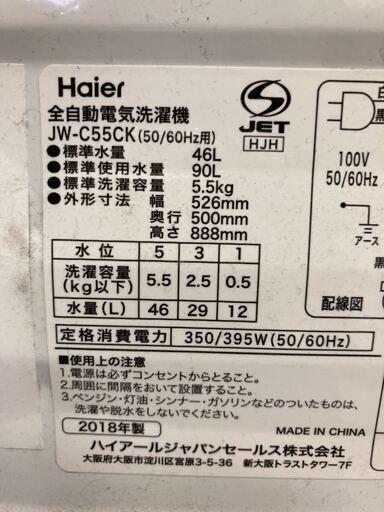 Haier
全自動電気洗濯機
JW-C55CK(50/60Hz用)
●標準水量 46L
●標準使用水量 90L
●標準洗濯容量 5.5kg
●外形寸法 幅 526mm
奥行 500mm
高さ 888mm
JET
HJH
100V
50/60Hz
アース
配線図
水位 5 3 1
洗濯容量(kg以下) 5.5 2.5 0.5
水量(L) 46 29 12
定格消費電力 350/395W(50/60Hz)
■使用上の注意
1.電源は必ずコンセントからとること。
2.周囲に間隔をおいて設置すること。
3.ベンジン・灯油・シンナー・ガソリンなどのついたものは、
洗濯や脱水をしないでください。
2018年製
MADE IN CHINA
ハイアールジャパンセールス株式会社
大阪府大阪市淀川区宮原3-5-36 新大阪トラストタワー7F